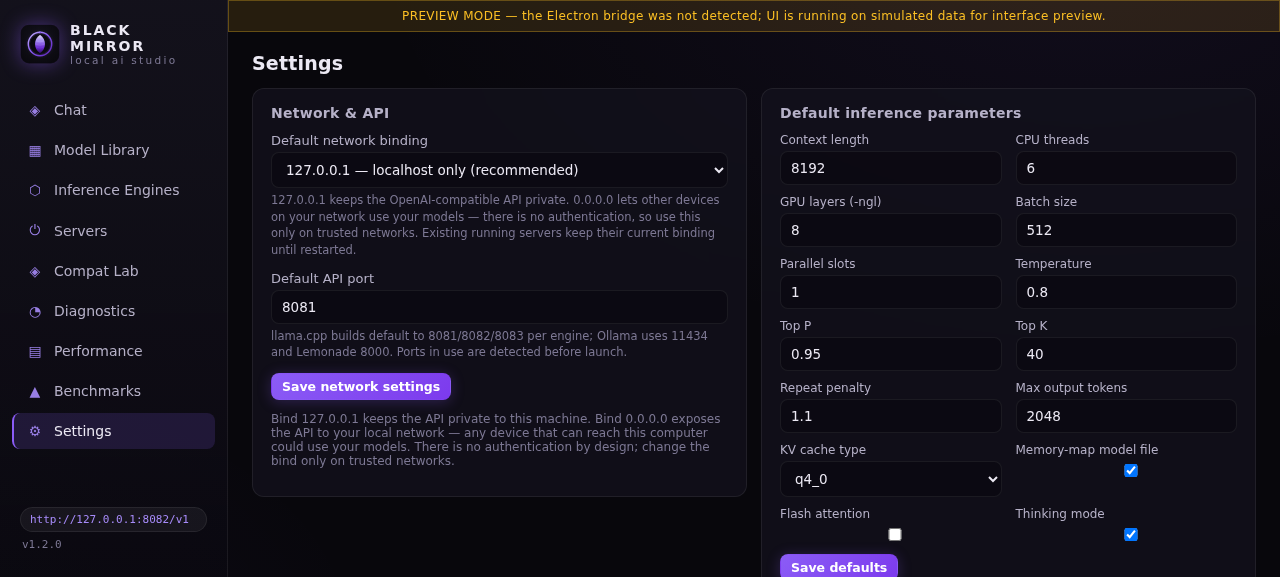 PREVIEW MODE — the Electron bridge was not detected; UI is running on simulated data for interface preview.
BLACK
MIRROR
local ai studio
Chat
Model Library
Inference Engines
Servers
Compat Lab
Diagnostics
Performance
Benchmarks
Settings
http://127.0.0.1:8082/v1
v1.2.0
Settings
Network & API
Default network binding
127.0.0.1 — localhost only (recommended)
127.0.0.1 keeps the OpenAI-compatible API private. 0.0.0.0 lets other devices
on your network use your models — there is no authentication, so use this
only on trusted networks. Existing running servers keep their current binding
until restarted.
Default API port
8081
llama.cpp builds default to 8081/8082/8083 per engine; Ollama uses 11434
and Lemonade 8000. Ports in use are detected before launch.
Save network settings
Bind 127.0.0.1 keeps the API private to this machine. Bind 0.0.0.0 exposes
the API to your local network — any device that can reach this computer
could use your models. There is no authentication by design; change the
bind only on trusted networks.
Default inference parameters
Context length
8192
CPU threads
6
GPU layers (-ngl)
8
Batch size
512
Parallel slots
1
Temperature
0.8
Top P
0.95
Top K
40
Repeat penalty
1.1
Max output tokens
2048
KV cache type
q4_0
Memory-map model file
Flash attention
Thinking mode
Save defaults